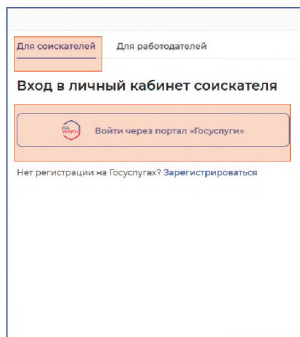 Для соискателей Для работодателей
Вход в личный кабинет соискателя
Войти через портал «Госуслуги»
Нет регистрации на Госуслугах? Зарегистрироваться